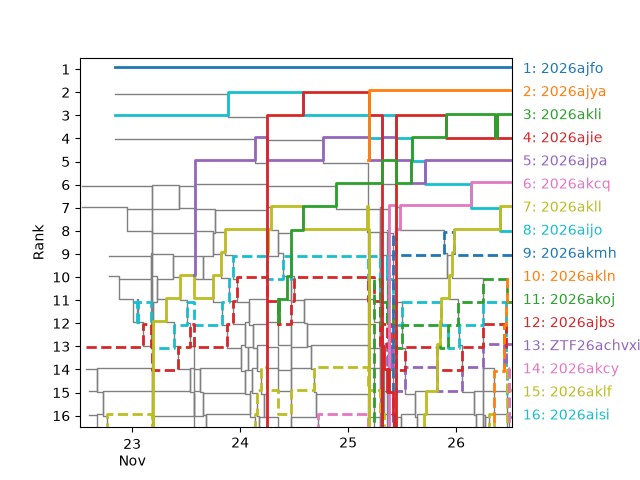 Rank
1
2
3
4
5
6
7
8
9
10
11
12
13
14
15
16
23
24
25
26
Nov
1: 2026ajfo
2: 2026ajya
3: 2026akli
4: 2026ajie
5: 2026ajpa
6: 2026akcq
7: 2026akll
8: 2026aijo
9: 2026akmh
10: 2026akln
11: 2026akoj
12: 2026ajbs
13: ZTF26achvxi
14: 2026akcy
15: 2026aklf
16: 2026aisi